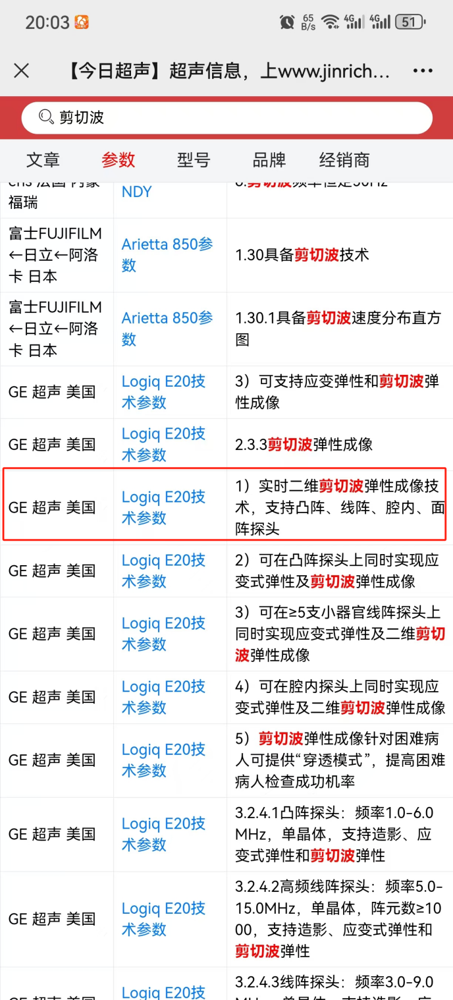 20:03
65 B/s 4G 4G 51
【今日超声】超声信息，上www.jinrich...
剪切波
文章 参数 型号 品牌 经销商
福瑞
NDY
富士FUJIFILM
←日立←阿洛
卡 日本
Arietta 850参
数
1.30具备剪切波技术
富士FUJIFILM
←日立←阿洛
卡 日本
Arietta 850参
数
1.30.1具备剪切波速度分布直方
图
GE 超声 美国
Logiq E20技
术参数
3）可支持应变弹性和剪切波弹
性成像
GE 超声 美国
Logiq E20技
术参数
2.3.3剪切波弹性成像
GE 超声 美国
Logiq E20技
术参数
1）实时二维剪切波弹性成像技
术，支持凸阵、线阵、腔内、面
阵探头
GE 超声 美国
Logiq E20技
术参数
2）可在凸阵探头上同时实现应
变式弹性及剪切波弹性成像
GE 超声 美国
Logiq E20技
术参数
3）可在≥5支小器官线阵探头上
同时实现应变式弹性及二维剪切
波弹性成像
GE 超声 美国
Logiq E20技
术参数
4）可在腔内探头上同时实现应
变式弹性及二维剪切波弹性成像
GE 超声 美国
Logiq E20技
术参数
5）剪切波弹性成像针对困难病
人可提供“穿透模式”，提高困难
病人检查成功机率
GE 超声 美国
Logiq E20技
术参数
3.2.4.1凸阵探头：频率1.0-6.0
MHz，单晶体，支持造影、应
变式弹性和剪切波弹性
GE 超声 美国
Logiq E20技
术参数
3.2.4.2高频线阵探头：频率5.0-
15.0MHz，单晶体，阵元数≥10
00，支持造影、应变式弹性和
剪切波弹性
Logiq E20技
3.2.4.3线阵探头：频率3.0-9.0